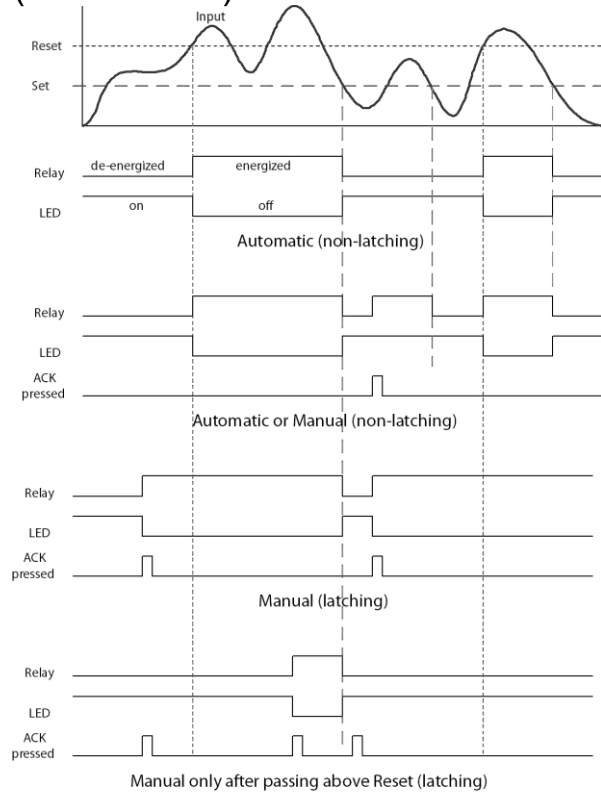 Input
Reset
Set
de-energized energized
Relay
LED
on off
Automatic (non-latching)
Relay
LED
ACK
pressed
Automatic or Manual (non-latching)
Relay
LED
ACK
pressed
Manual (latching)
Relay
LED
ACK
pressed
Manual only after passing above Reset (latching)